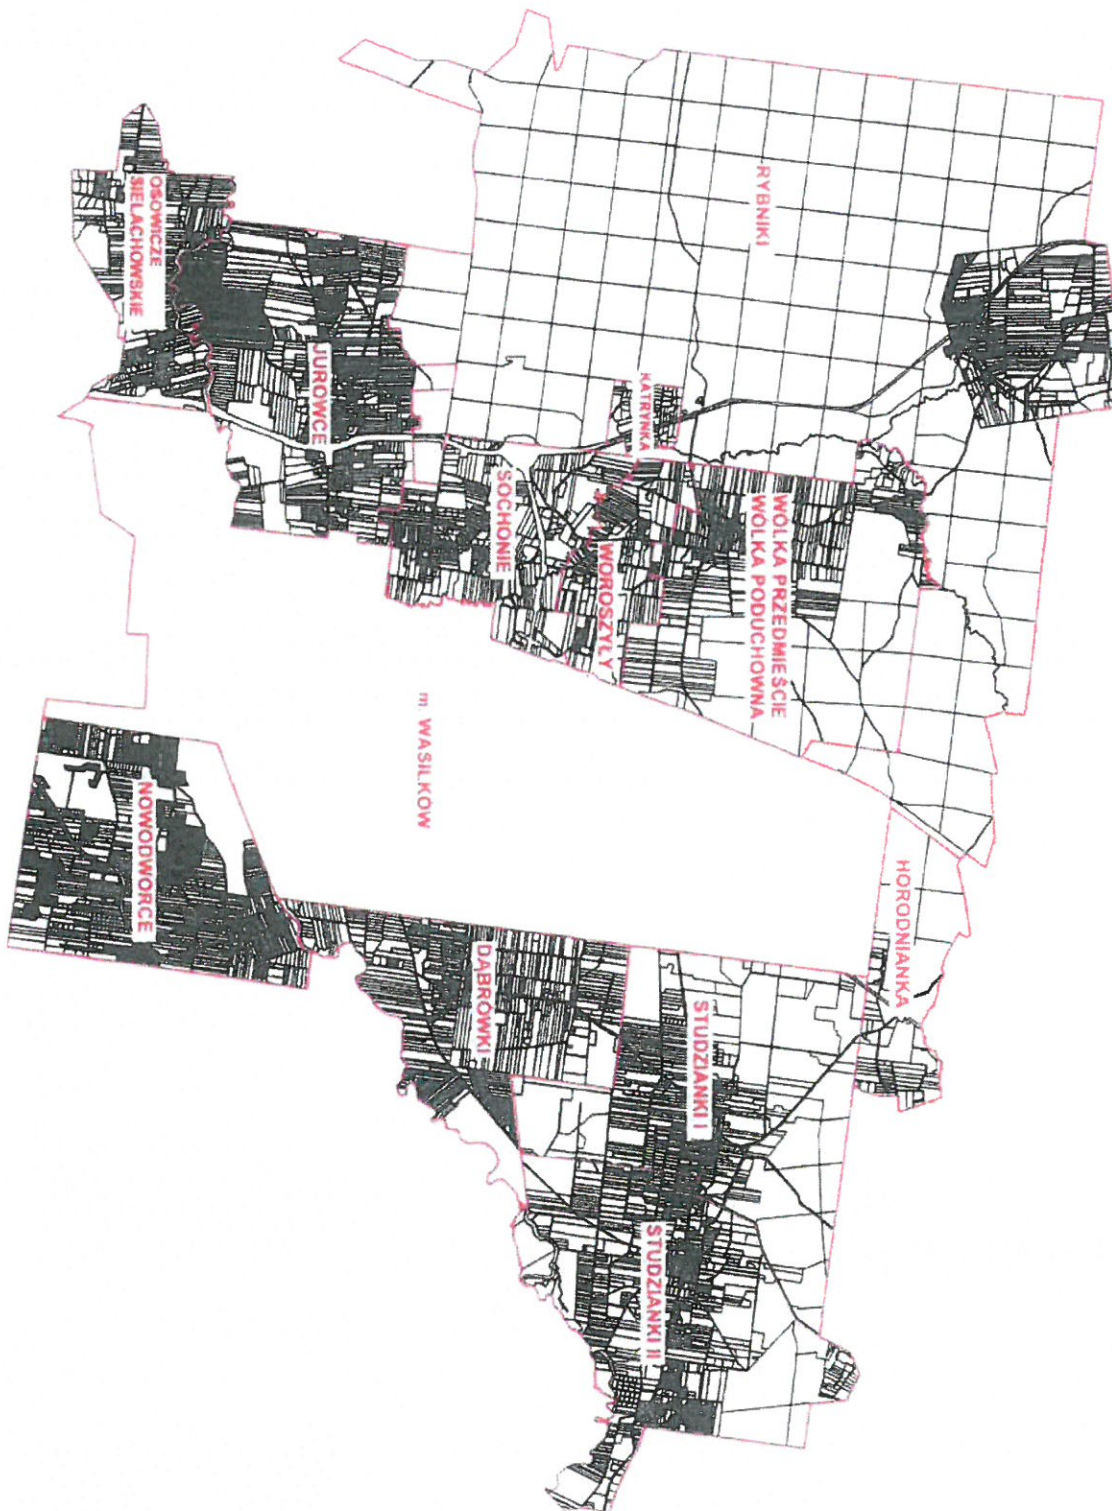 RYBNIKI
OSOWICZE
SIELACHOWSKIE
JUROWCE
KATRYNKA
SOCHONIE
WOROSZYŁY
WÓLKA PRZEDMIEŚCIE
WÓLKA PODUCHOWNA
m. WASILKÓW
HORODNIANKA
NOWODWORCE
DĄBRÓWKI
STUDZIANKI I
STUDZIANKI II